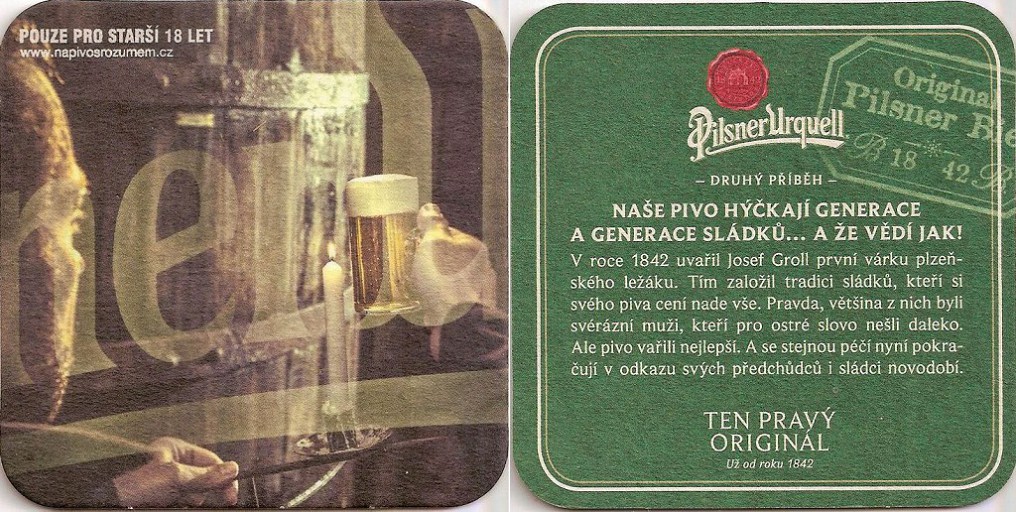 POUZE PRO STARŠÍ 18 LET
www.napivosrozumem.cz
ner
Original
Pilsner Bie
B 18 42 B
Pilsner Urquell
– DRUHÝ PŘÍBĚH –
NAŠE PIVO HÝČKAJÍ GENERACE
A GENERACE SLÁDKŮ... A ŽE VĚDÍ JAK!
V roce 1842 uvařil Josef Groll první várku plzeň-
ského ležáku. Tím založil tradici sládků, kteří si
svého piva cení nade vše. Pravda, většina z nich byli
svérázní muži, kteří pro ostré slovo nešli daleko.
Ale pivo vařili nejlepší. A se stejnou péčí nyní pokra-
čují v odkazu svých předchůdců i sládci novodobí.
TEN PRAVÝ
ORIGINÁL
Už od roku 1842